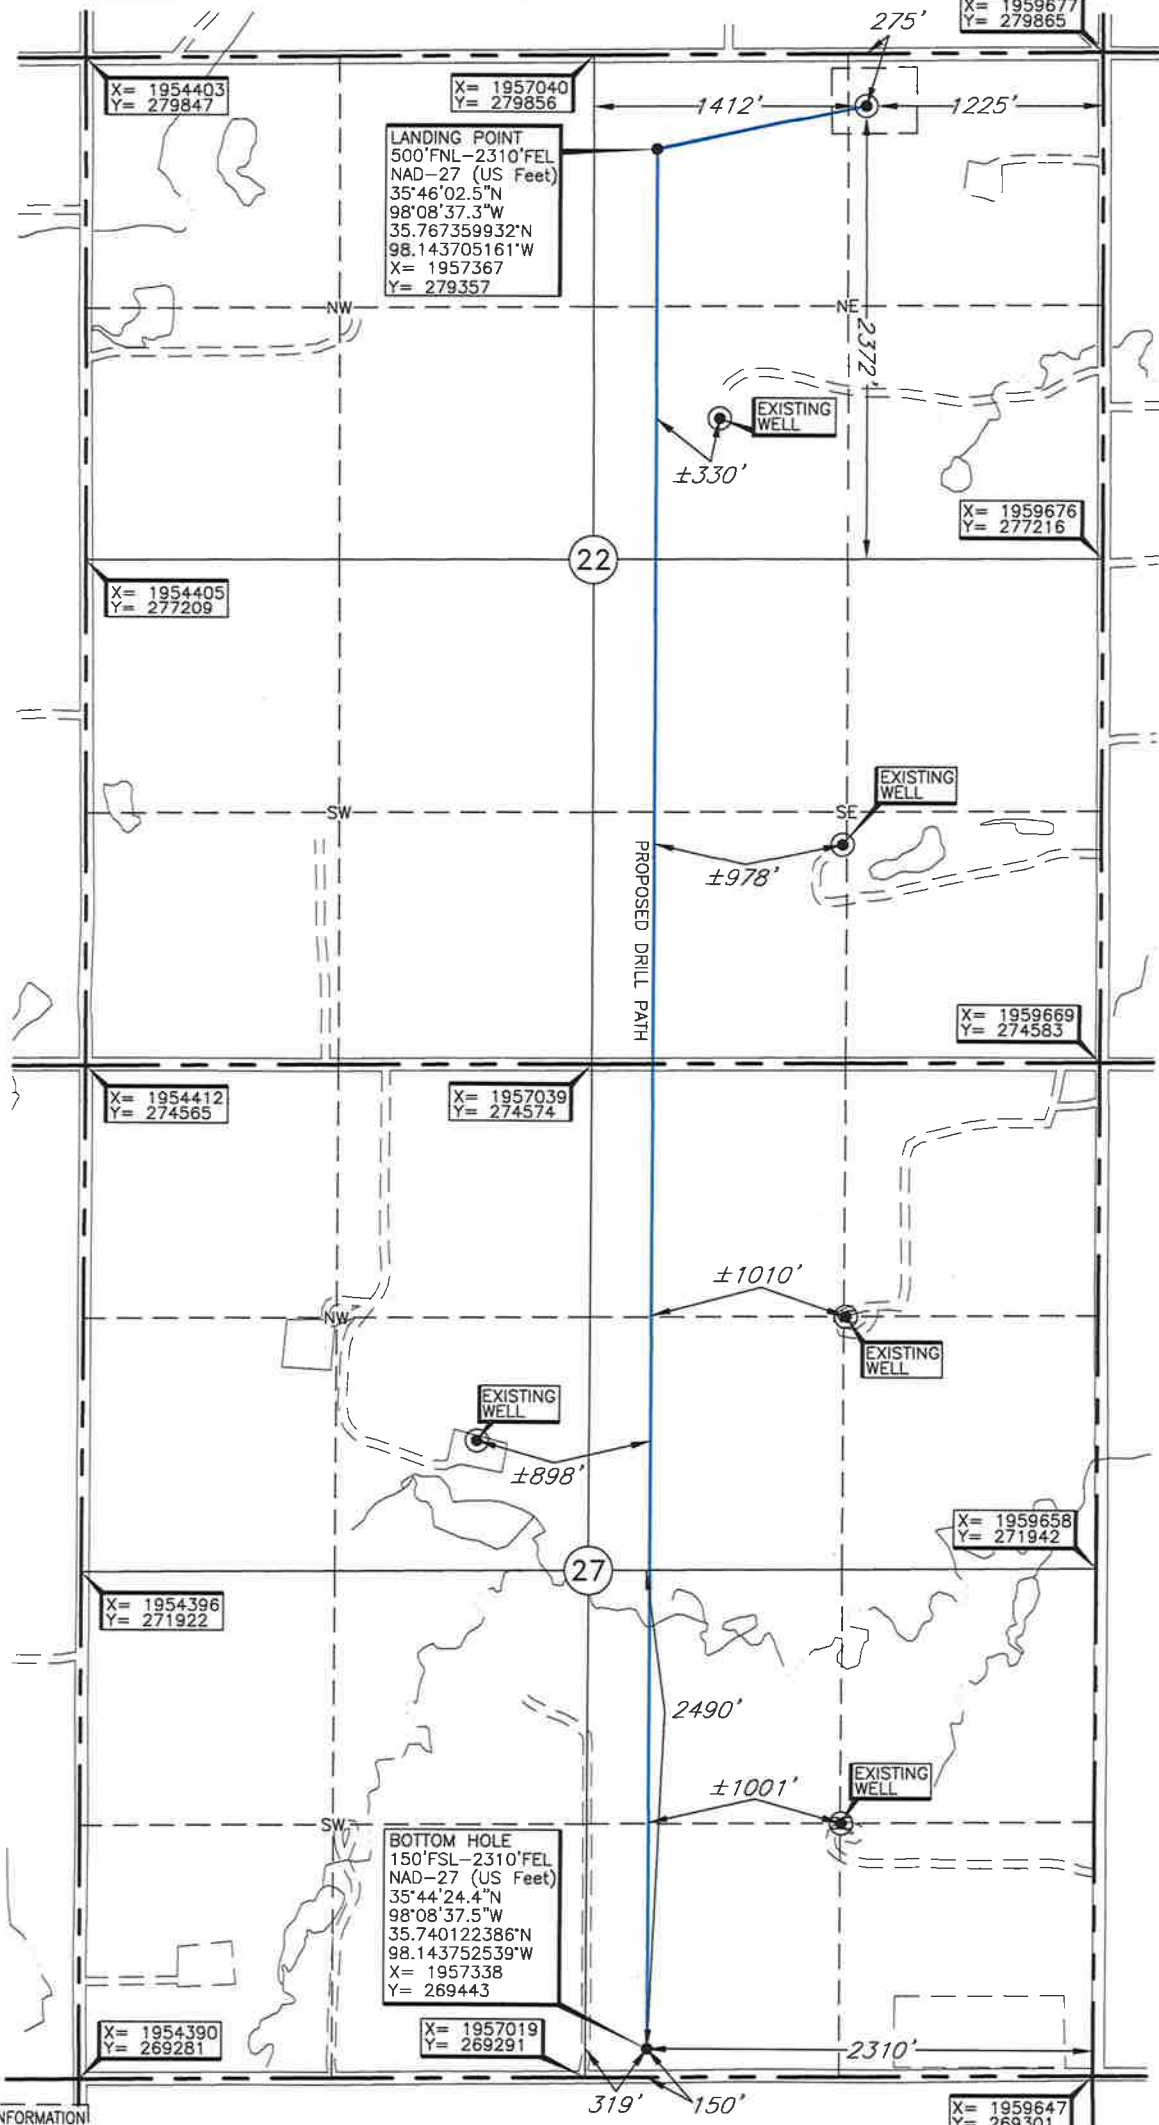 X= 1959677
Y= 279865
275'
X= 1954403
Y= 279847
X= 1957040
Y= 279856
1412'
1225'
LANDING POINT
500'FNL-2310'FEL
NAD-27 (US Feet)
35°46'02.5"N
98°08'37.3"W
35.767359932°N
98.143705161°W
X= 1957367
Y= 279357
NW
NE
2372'
EXISTING
WELL
±330'
X= 1959676
Y= 277216
22
X= 1954405
Y= 277209
EXISTING
WELL
SW
SE
±978'
PROPOSED DRILL PATH
X= 1959669
Y= 274583
X= 1954412
Y= 274565
X= 1957039
Y= 274574
±1010'
NW
EXISTING
WELL
EXISTING
WELL
±898'
X= 1959658
Y= 271942
27
X= 1954396
Y= 271922
2490'
EXISTING
WELL
±1001'
SW
BOTTOM HOLE
150'FSL-2310'FEL
NAD-27 (US Feet)
35°44'24.4"N
98°08'37.5"W
35.740122386°N
98.143752539°W
X= 1957338
Y= 269443
X= 1954390
Y= 269281
X= 1957019
Y= 269291
2310'
319'
150'
X= 1959647
Y= 269301
NFORMATION